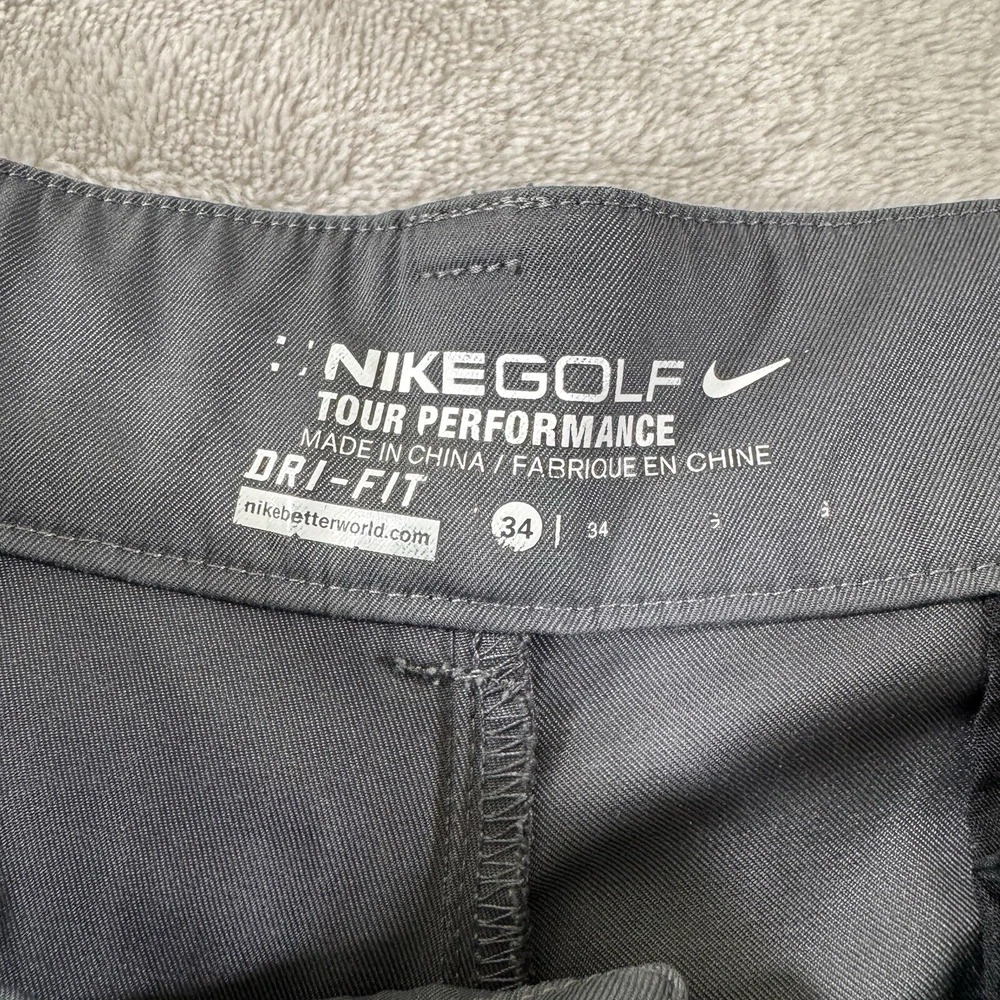 NIKEGOLF
TOUR PERFORMANCE
MADE IN CHINA / FABRIQUE EN CHINE
DRI-FIT
nikebetterworld.com
34 | 34